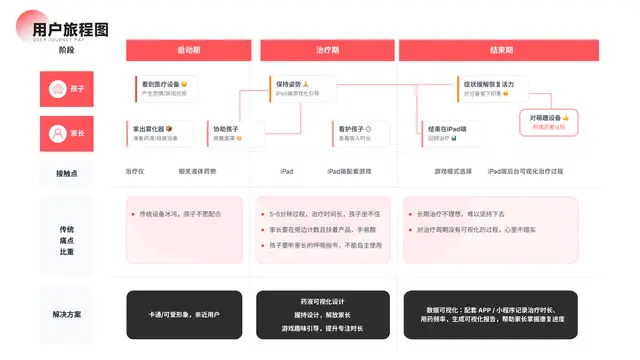 用户旅程图
USER JOURNEY MAP
阶段
启动期
治疗期
结束期
孩子
看到医疗设备
产生恐惧/排斥抗拒
保持姿势
iPad端游戏化引导
症状缓解恢复活力
对设备留下印象
对萌趣设备
家长
拿出雾化器
准备药液/组装设备
协助孩子
佩戴面罩
看护孩子
查看吸入时长
结束在iPad端
回顾治疗
接触点
治疗仪
相关液体药物
iPad
iPad端配套游戏
游戏模式选择
iPad端后台可视化治疗过程
传统
痛点
比重
传统设备冰冷,孩子不愿配合
5-8分钟过程,治疗时间长,孩子坐不住
家长要在旁边计数且扶着产品,手易酸
孩子要听家长的呼吸指令,不能自主使用
长期治疗不理想,难以坚持下去
对治疗周期没有可视化的过程,心里不踏实
解决方案
卡通/可爱形象,亲近用户
药液可视化设计
握持设计,解放家长
游戏趣味引导,提升专注时长
数据可视化:配套 APP / 小程序记录治疗时长、
用药频率,生成可视化报告,帮助家长掌握康复进度